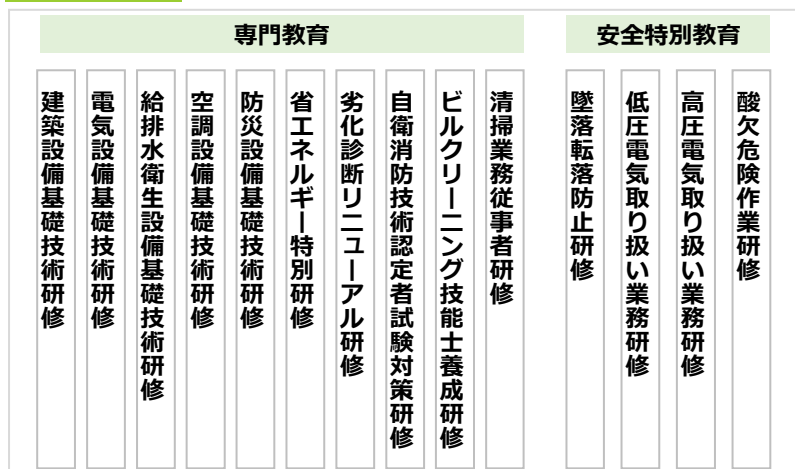 専門教育
建築設備基礎技術研修
電気設備基礎技術研修
給排水衛生設備基礎技術研修
空調設備基礎技術研修
防災設備基礎技術研修
省エネルギー特別研修
劣化診断リニューアル研修
自衛消防技術認定者試験対策研修
ビルクリーニング技能士養成研修
清掃業務従事者研修
安全特別教育
墜落転落防止研修
低圧電気取り扱い業務研修
高圧電気取り扱い業務研修
酸欠危険作業研修